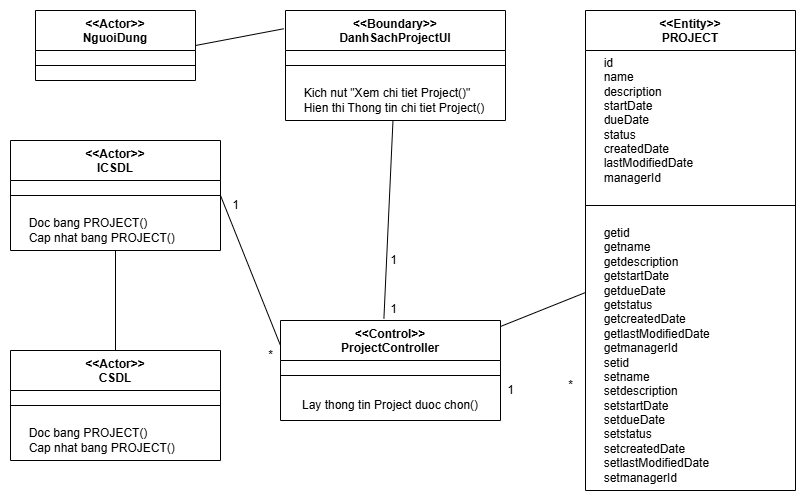 <<Actor>>
NguoiDung
<<Boundary>>
DanhSachProjectUI
Kich nut "Xem chi tiet Project()"
Hien thi Thong tin chi tiet Project()
<<Entity>>
PROJECT
id
name
description
startDate
dueDate
status
createdDate
lastModifiedDate
managerId
getid
getname
getdescription
getstartDate
getdueDate
getstatus
getcreatedDate
getlastModifiedDate
getmanagerId
setid
setname
setdescription
setstartDate
setdueDate
setstatus
setcreatedDate
setlastModifiedDate
setmanagerId
<<Actor>>
ICSDL
Doc bang PROJECT()
Cap nhat bang PROJECT()
1
1
1
*
<<Control>>
ProjectController
Lay thong tin Project duoc chon()
1
*
<<Actor>>
CSDL
Doc bang PROJECT()
Cap nhat bang PROJECT()